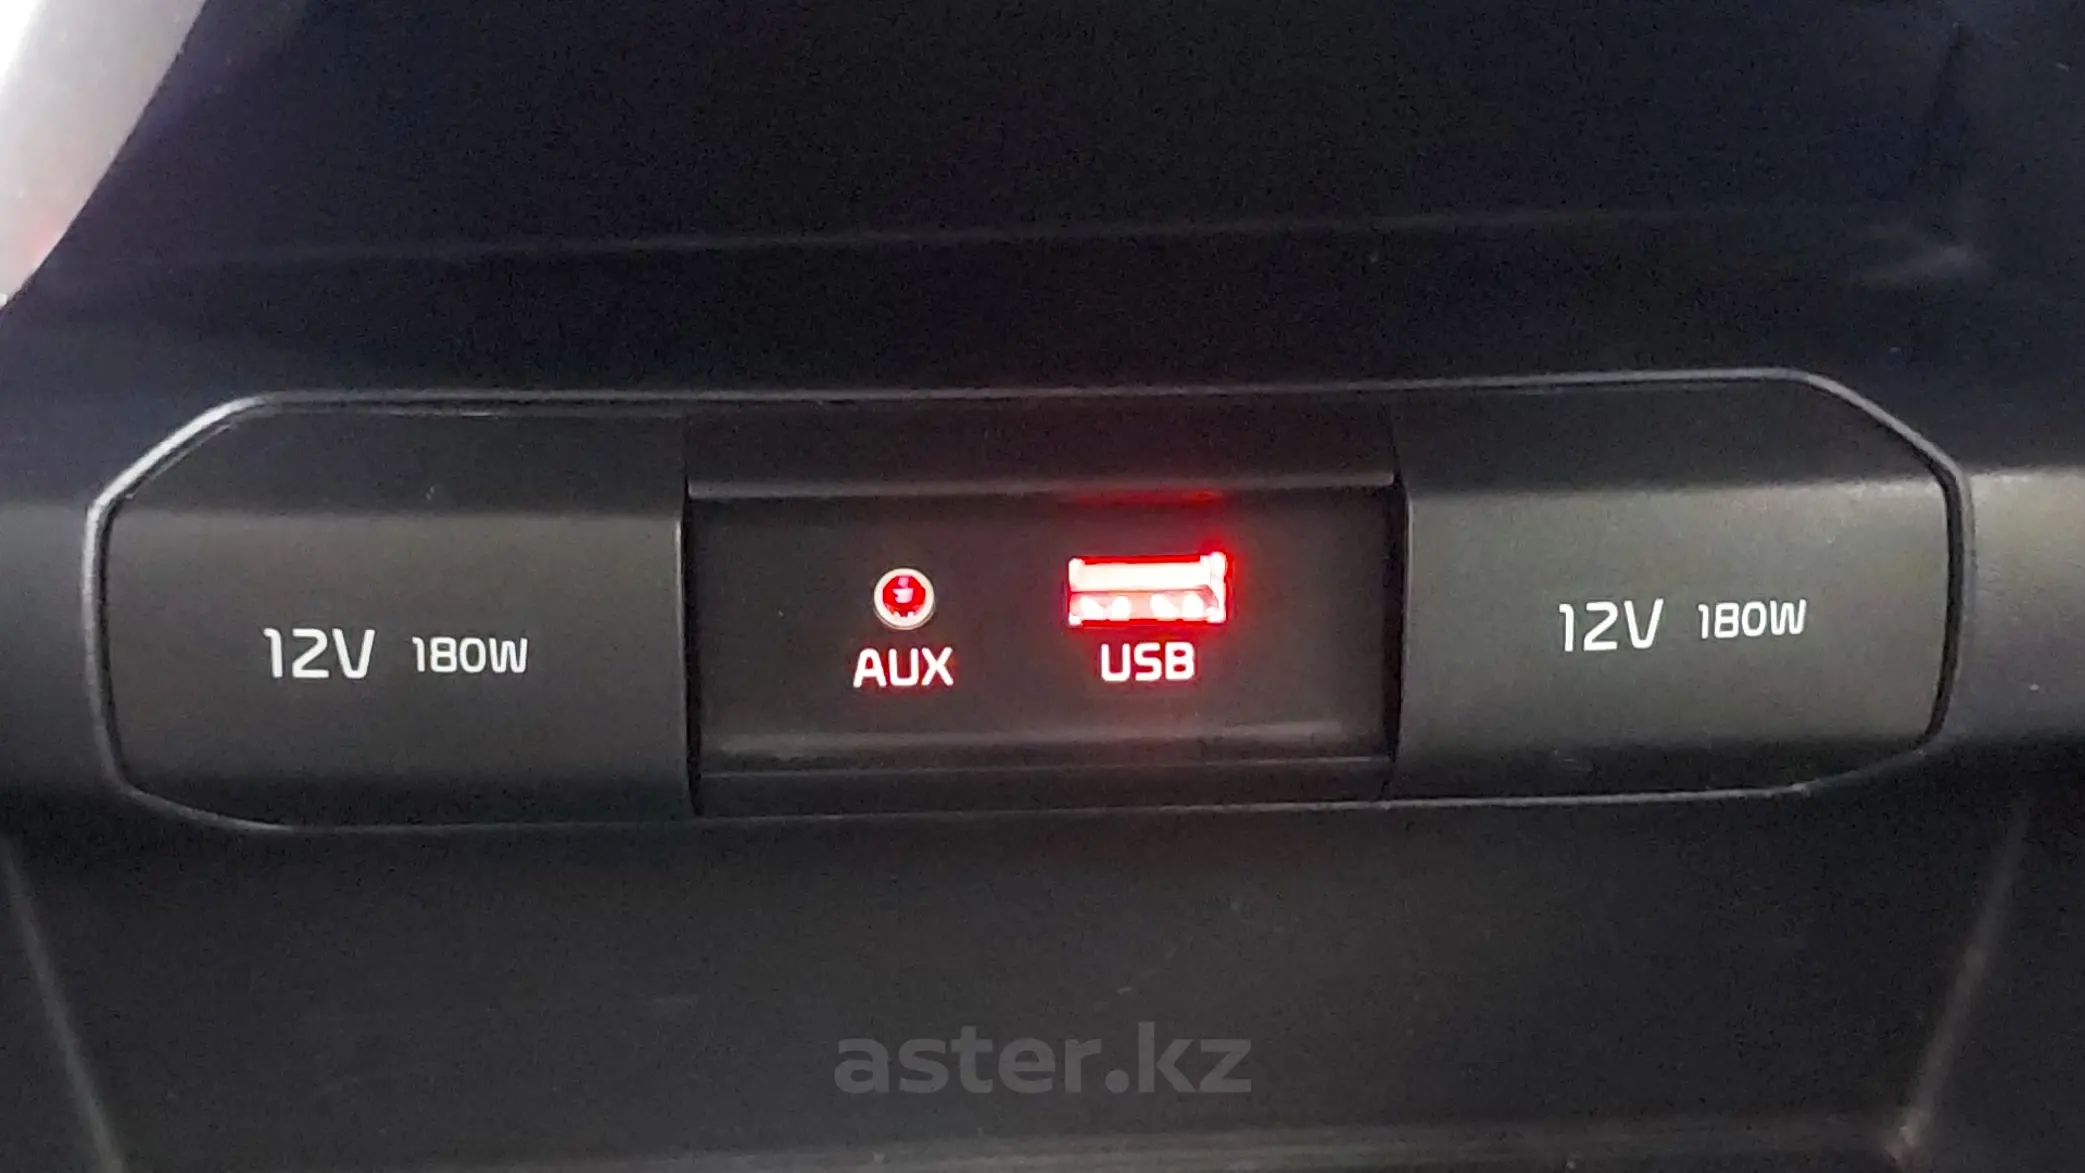 12V 180W
AUX
USB
12V 180W
aster.kz